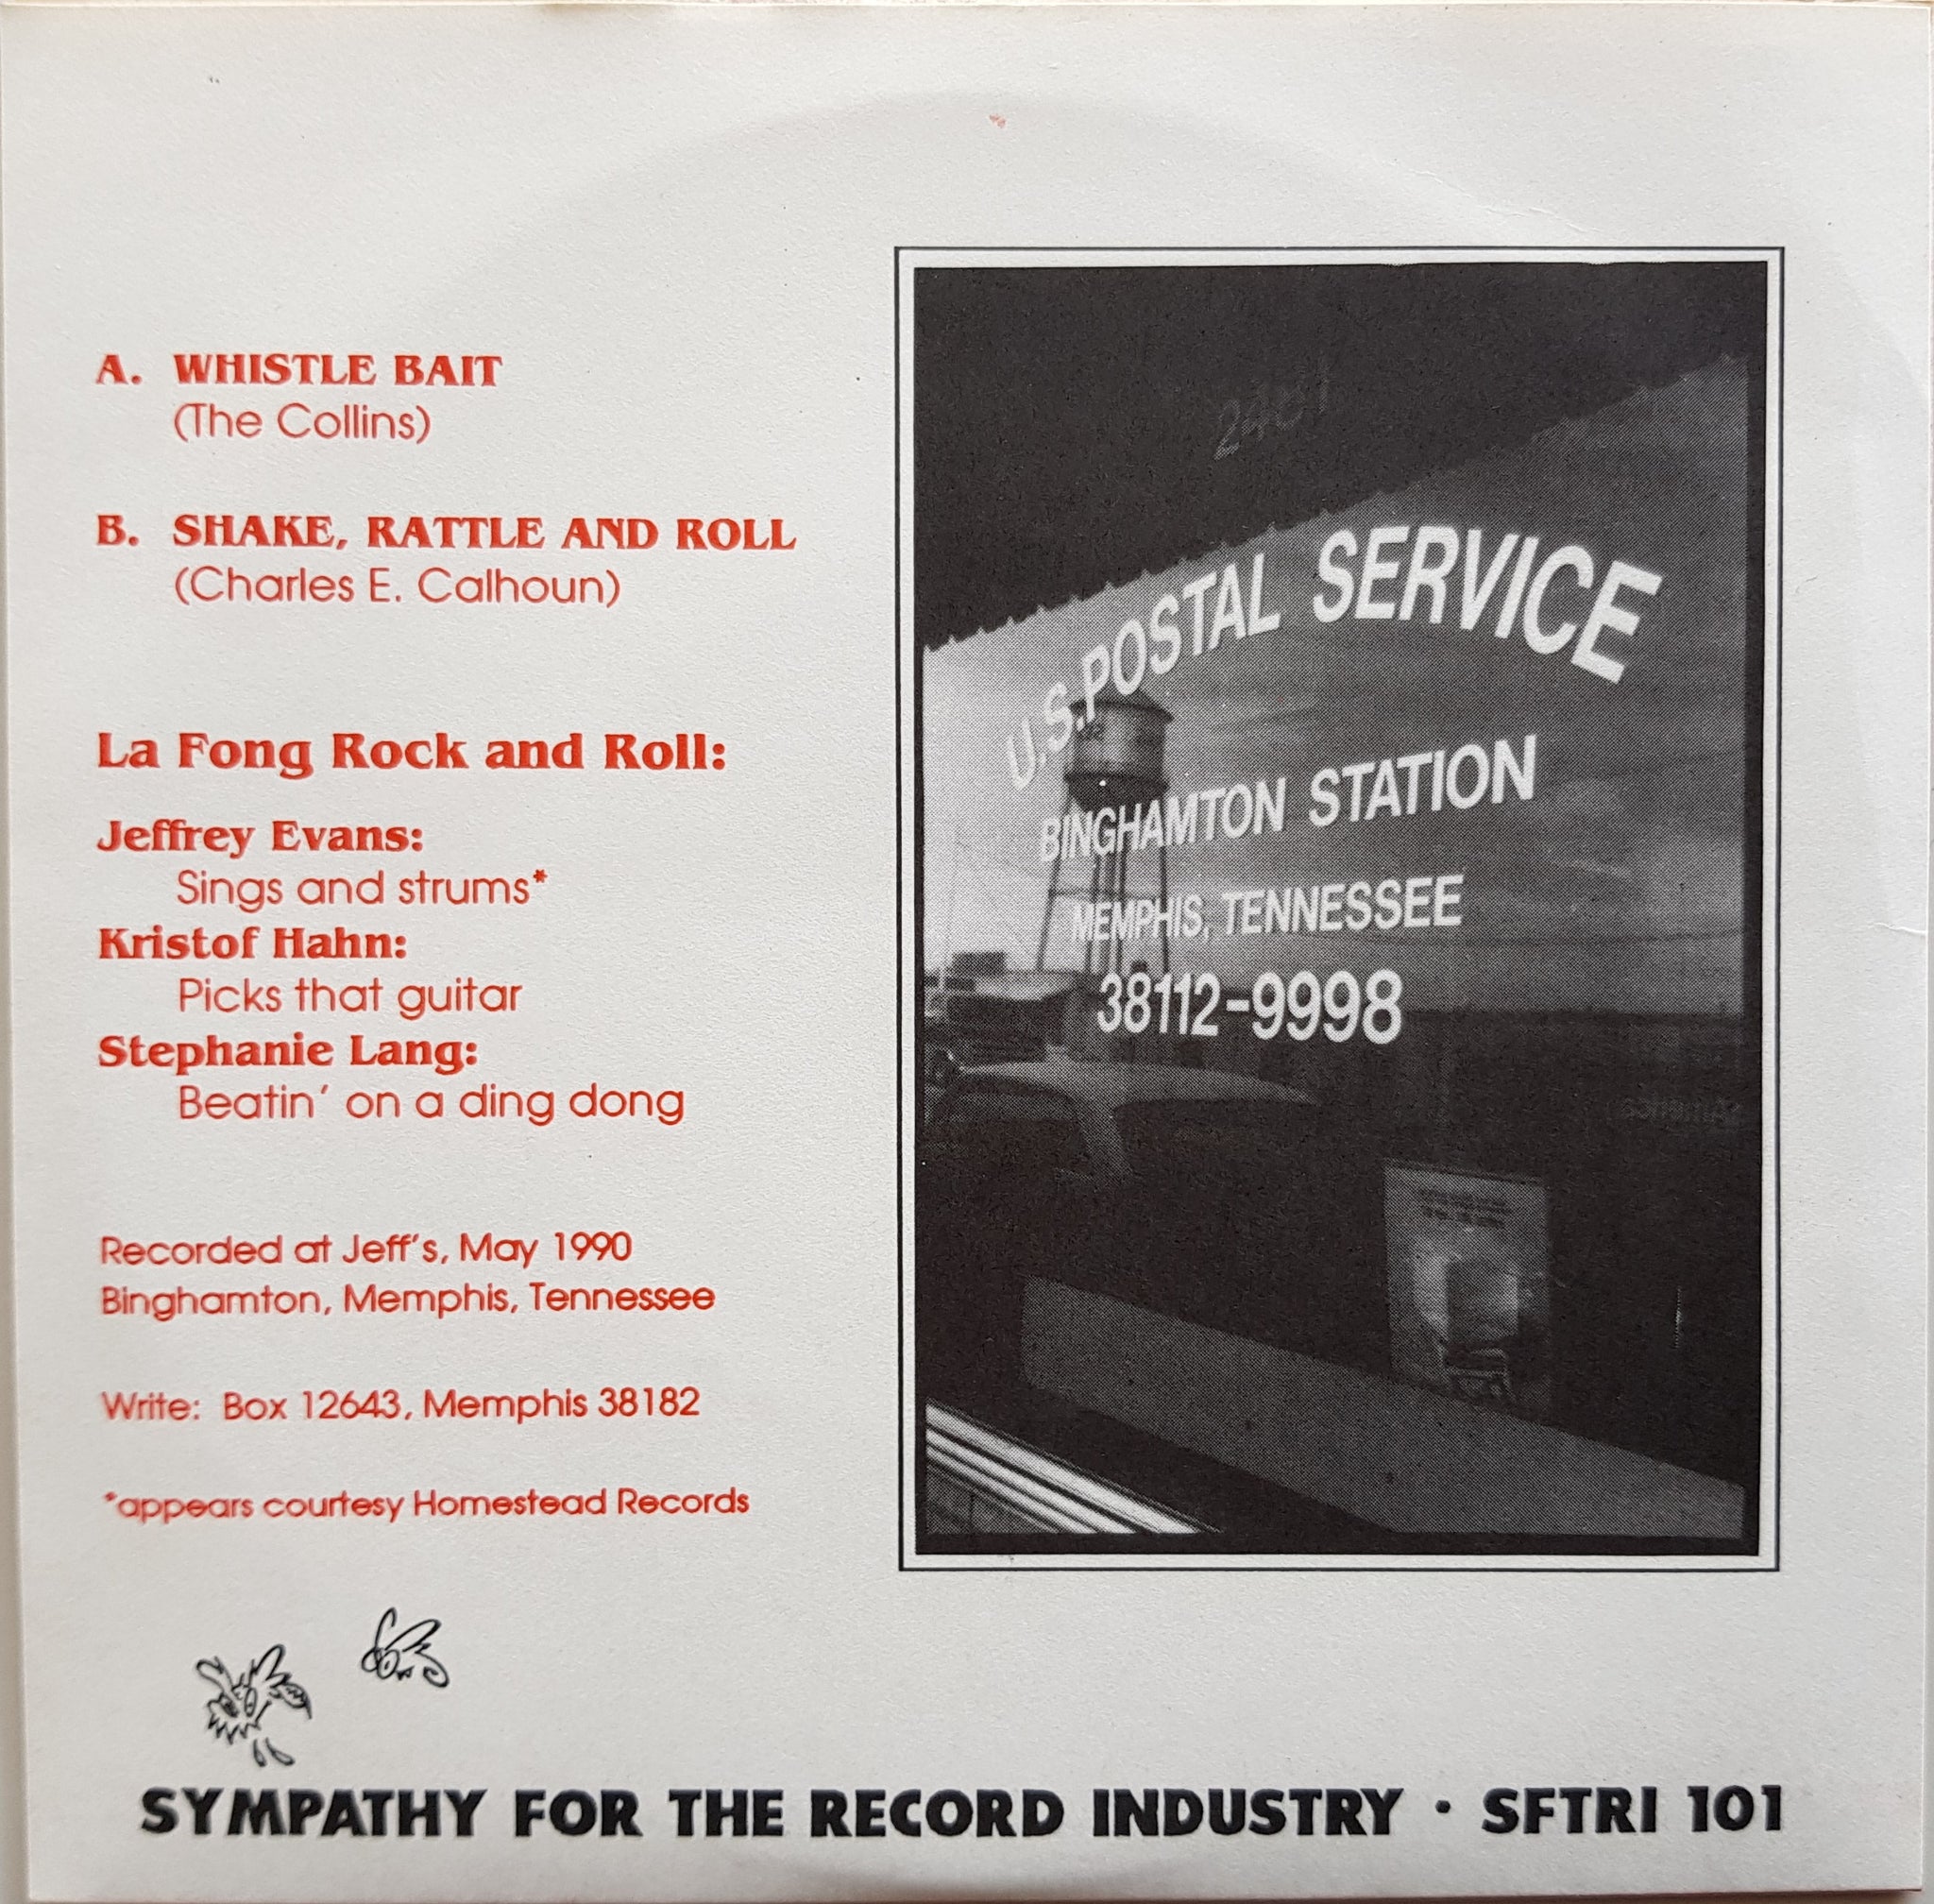 A. WHISTLE BAIT
(The Collins)
B. SHAKE, RATTLE AND ROLL
(Charles E. Calhoun)
La Fong Rock and Roll:
Jeffrey Evans:
Sings and strums*
Kristof Hahn:
Picks that guitar
Stephanie Lang:
Beatin' on a ding dong
Recorded at Jeff's, May 1990
Binghamton, Memphis, Tennessee
Write: Box 12643, Memphis 38182
*appears courtesy Homestead Records
U.S. POSTAL SERVICE
BINGHAMTON STATION
MEMPHIS, TENNESSEE
38112-9998
SYMPATHY FOR THE RECORD INDUSTRY · SFTRI 101